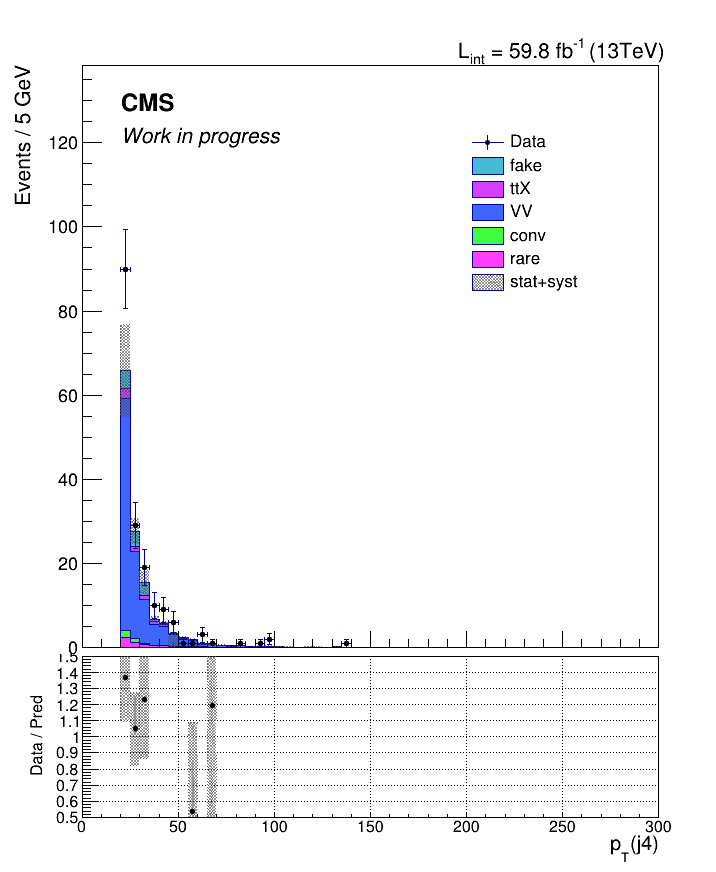 L_int = 59.8 fb^-1 (13TeV)
Events / 5 GeV
CMS
Work in progress
Data
fake
ttX
VV
conv
rare
stat+syst
120
100
80
60
40
20
0
Data / Pred
1.5
1.4
1.3
1.2
1.1
1
0.9
0.8
0.7
0.6
0.5
0 50 100 150 200 250 300
p_T(j4)